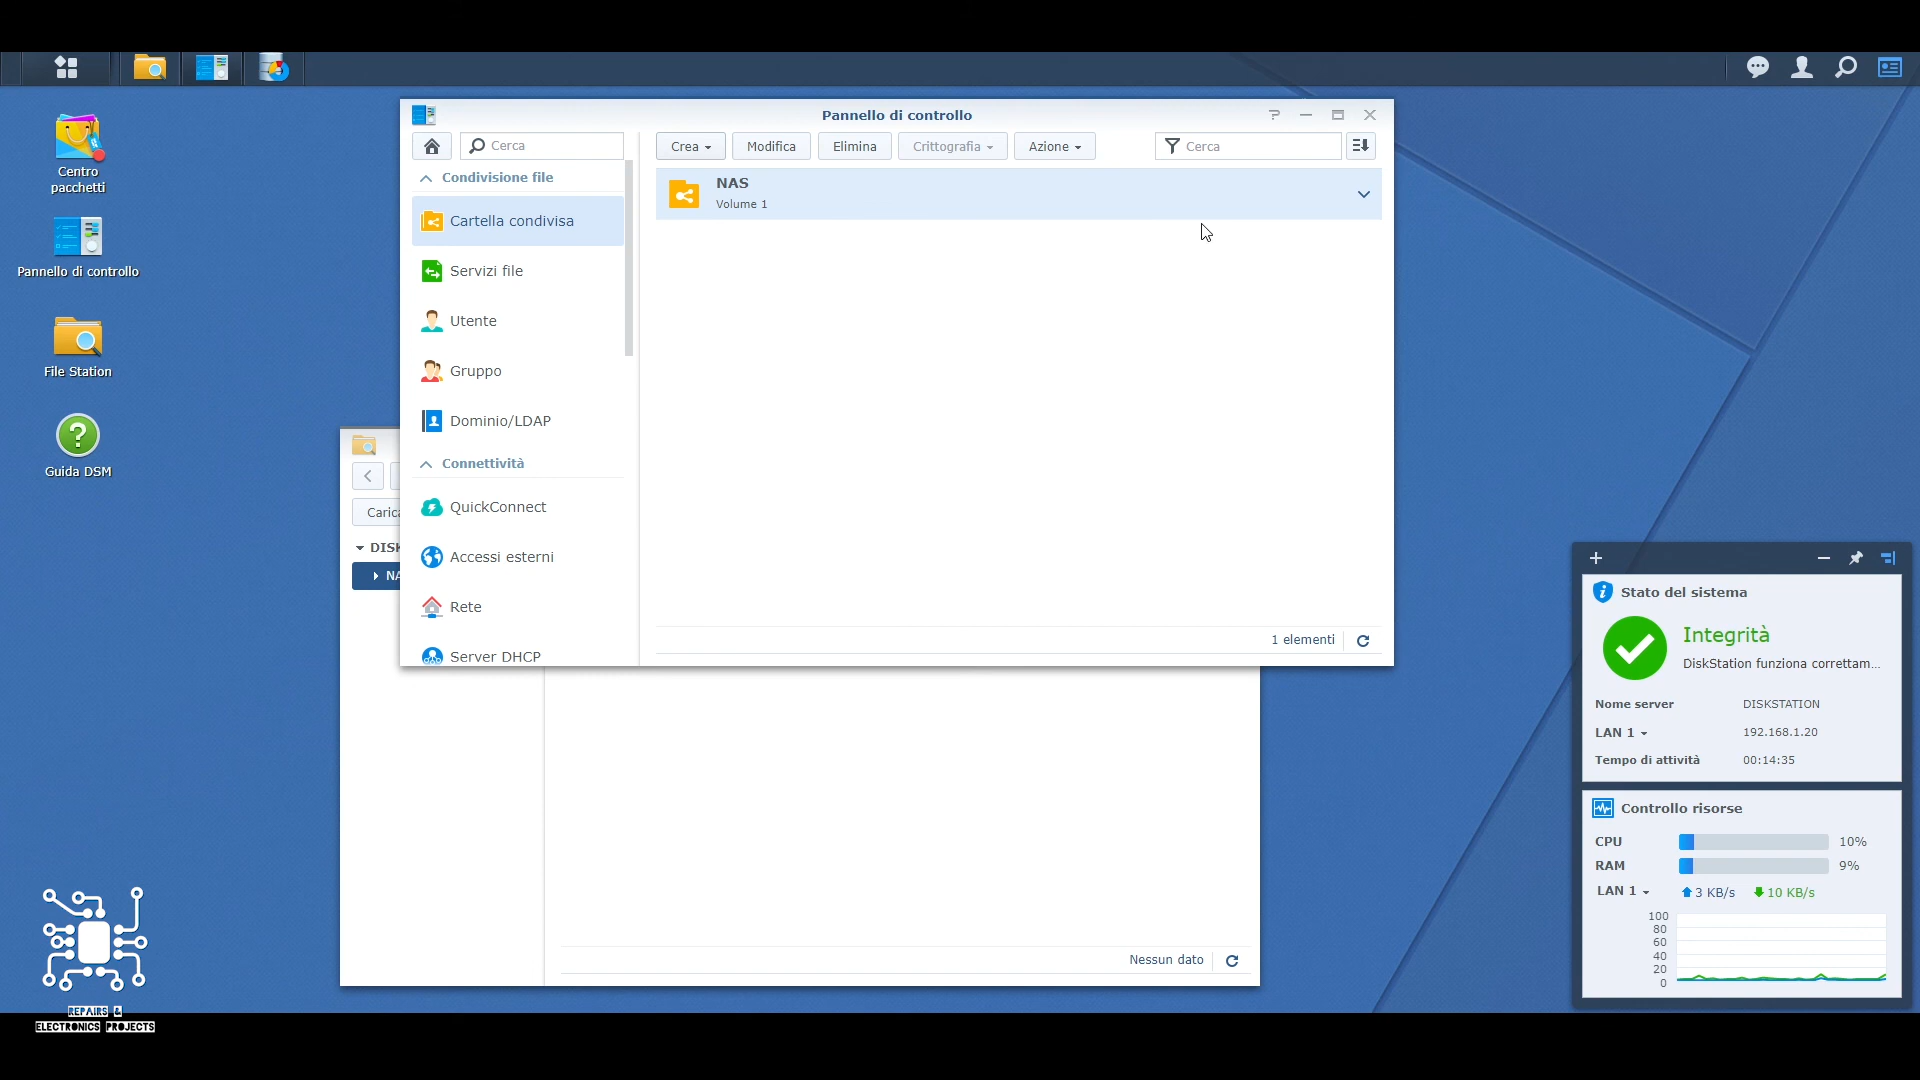 Centro
pacchetti
Pannello di controllo
File Station
Guida DSM
Pannello di controllo
Cerca
Crea
Modifica
Elimina
Crittografia
Azione
Cerca
Condivisione file
Cartella condivisa
Servizi file
Utente
Gruppo
Dominio/LDAP
Connettività
QuickConnect
Accessi esterni
Rete
Server DHCP
NAS
Volume 1
1 elementi
Carica
DISK
NA
Nessun dato
Stato del sistema
Integrità
DiskStation funziona correttam...
Nome server DISKSTATION
LAN 1 192.168.1.20
Tempo di attività 00:14:35
Controllo risorse
CPU 10%
RAM 9%
LAN 1 3 KB/s 10 KB/s
100
80
60
40
20
0
REPAIRS &
ELECTRONICS PROJECTS